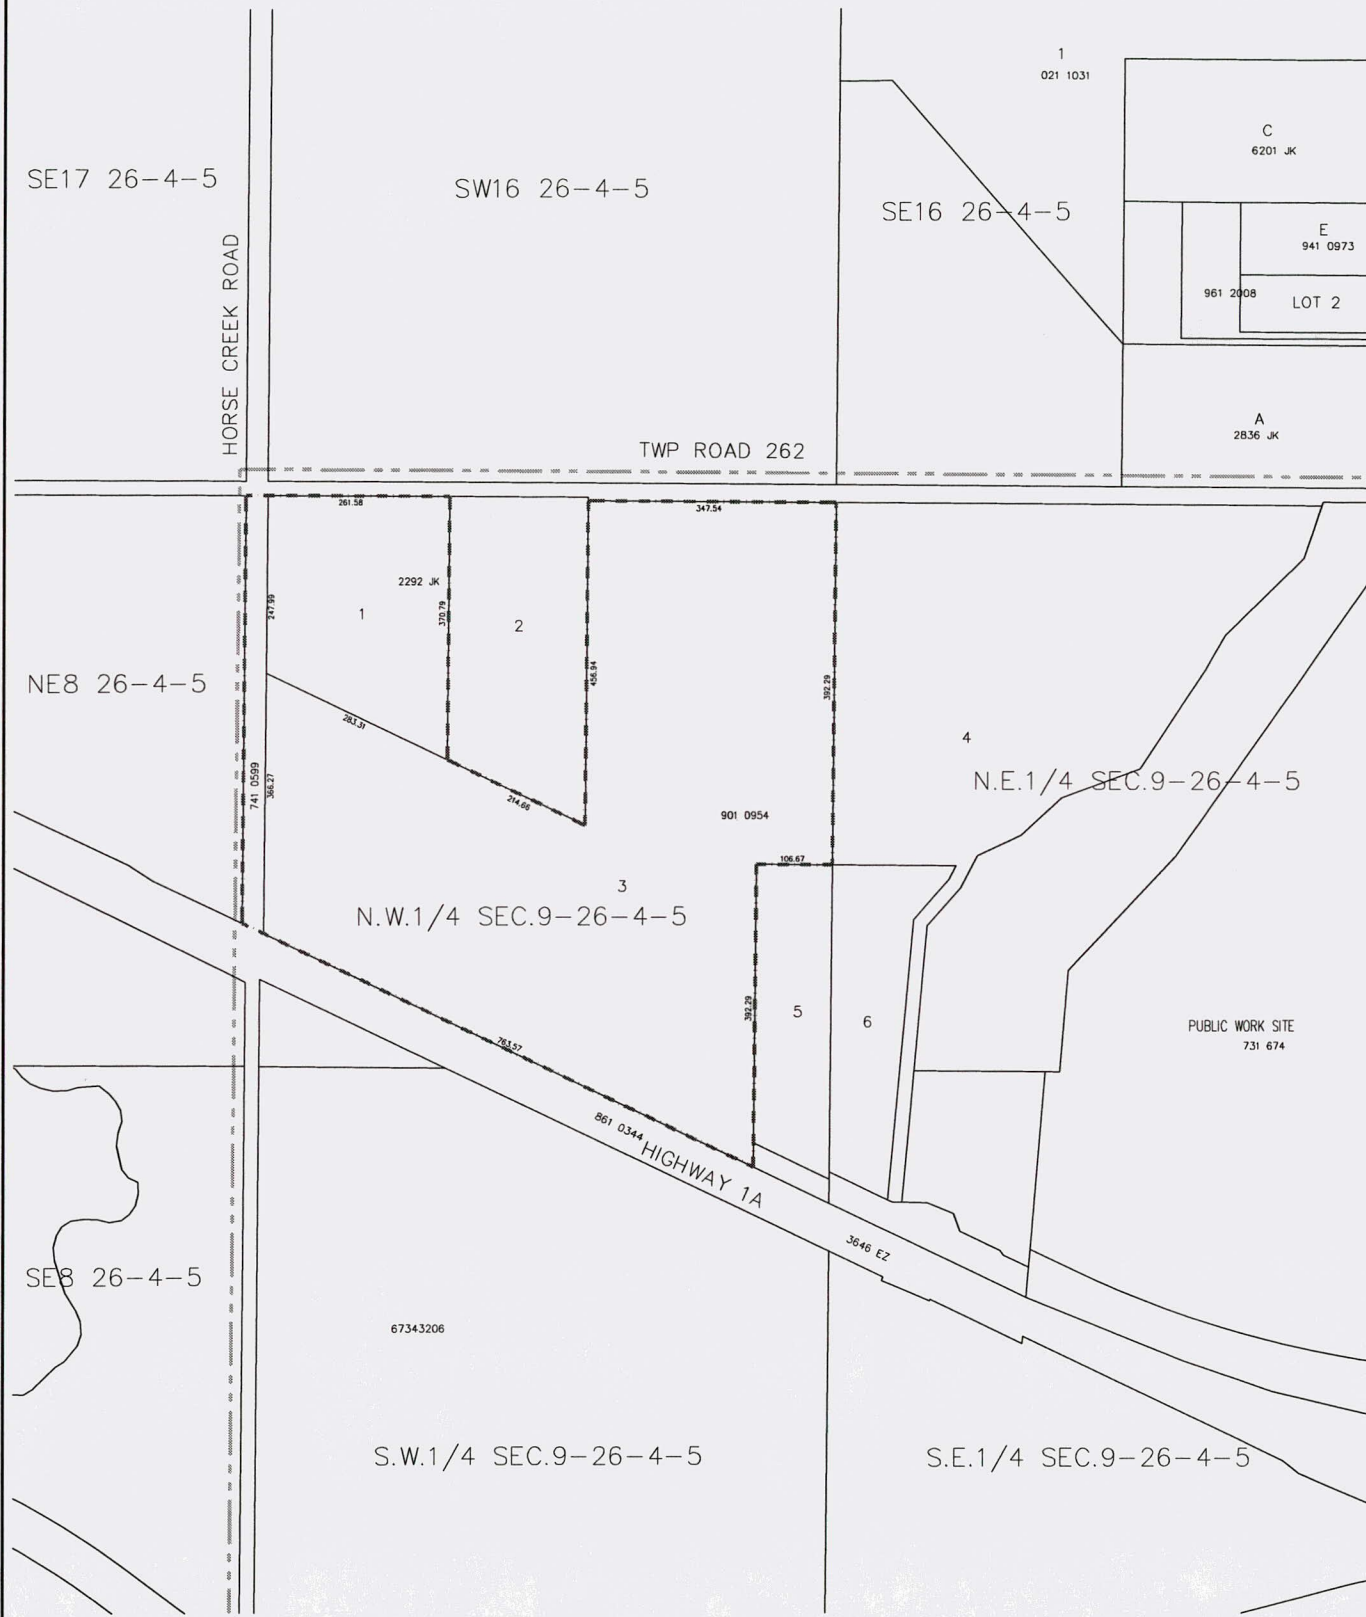 1
021 1031
C
6201 JK
SE17 26-4-5
SW16 26-4-5
SE16 26-4-5
E
941 0973
961 2008
LOT 2
HORSE CREEK ROAD
A
2836 JK
TWP ROAD 262
261.58
347.54
2292 JK
247.99
1
370.79
2
456.94
392.29
NE8 26-4-5
283.31
4
741 0599
366.27
N.E.1/4 SEC.9-26-4-5
214.66
901 0954
106.67
3
N.W.1/4 SEC.9-26-4-5
392.29
5
6
PUBLIC WORK SITE
731 674
763.57
861 0344
HIGHWAY 1A
3646 EZ
SE8 26-4-5
67343206
S.W.1/4 SEC.9-26-4-5
S.E.1/4 SEC.9-26-4-5